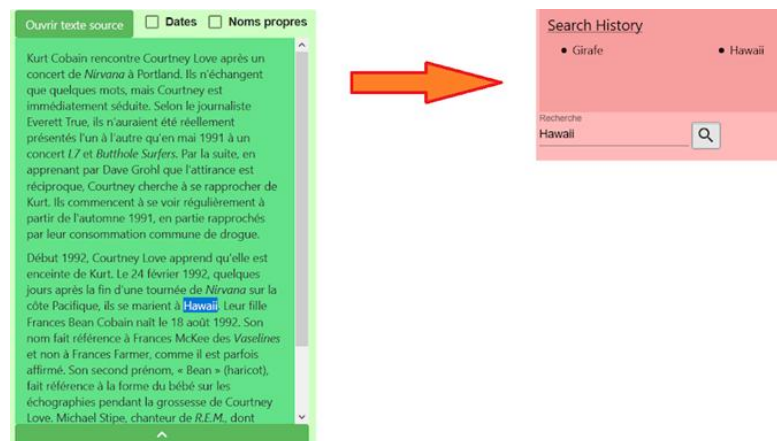 Ouvrir texte source
Dates
Noms propres
Kurt Cobain rencontre Courtney Love après un
concert de Nirvana à Portland. Ils n'échangent
que quelques mots, mais Courtney est
immédiatement séduite. Selon le journaliste
Everett True, ils n'auraient été réellement
présentés l'un à l'autre qu'en mai 1991 à un
concert L7 et Butthole Surfers. Par la suite, en
apprenant par Dave Grohl que l'attirance est
réciproque, Courtney cherche à se rapprocher de
Kurt. Ils commencent à se voir régulièrement à
partir de l'automne 1991, en partie rapprochés
par leur consommation commune de drogue.
Début 1992, Courtney Love apprend qu'elle est
enceinte de Kurt. Le 24 février 1992, quelques
jours après la fin d'une tournée de Nirvana sur la
côte Pacifique, ils se marient à Hawaii. Leur fille
Frances Bean Cobain naît le 18 août 1992. Son
nom fait référence à Frances McKee des Vaselines
et non à Frances Farmer, comme il est parfois
affirmé. Son second prénom, « Bean » (haricot),
fait référence à la forme du bébé sur les
échographies pendant la grossesse de Courtney
Love. Michael Stipe, chanteur de R.E.M., dont
Search History
Girafe
Hawaii
Recherche
Hawaii